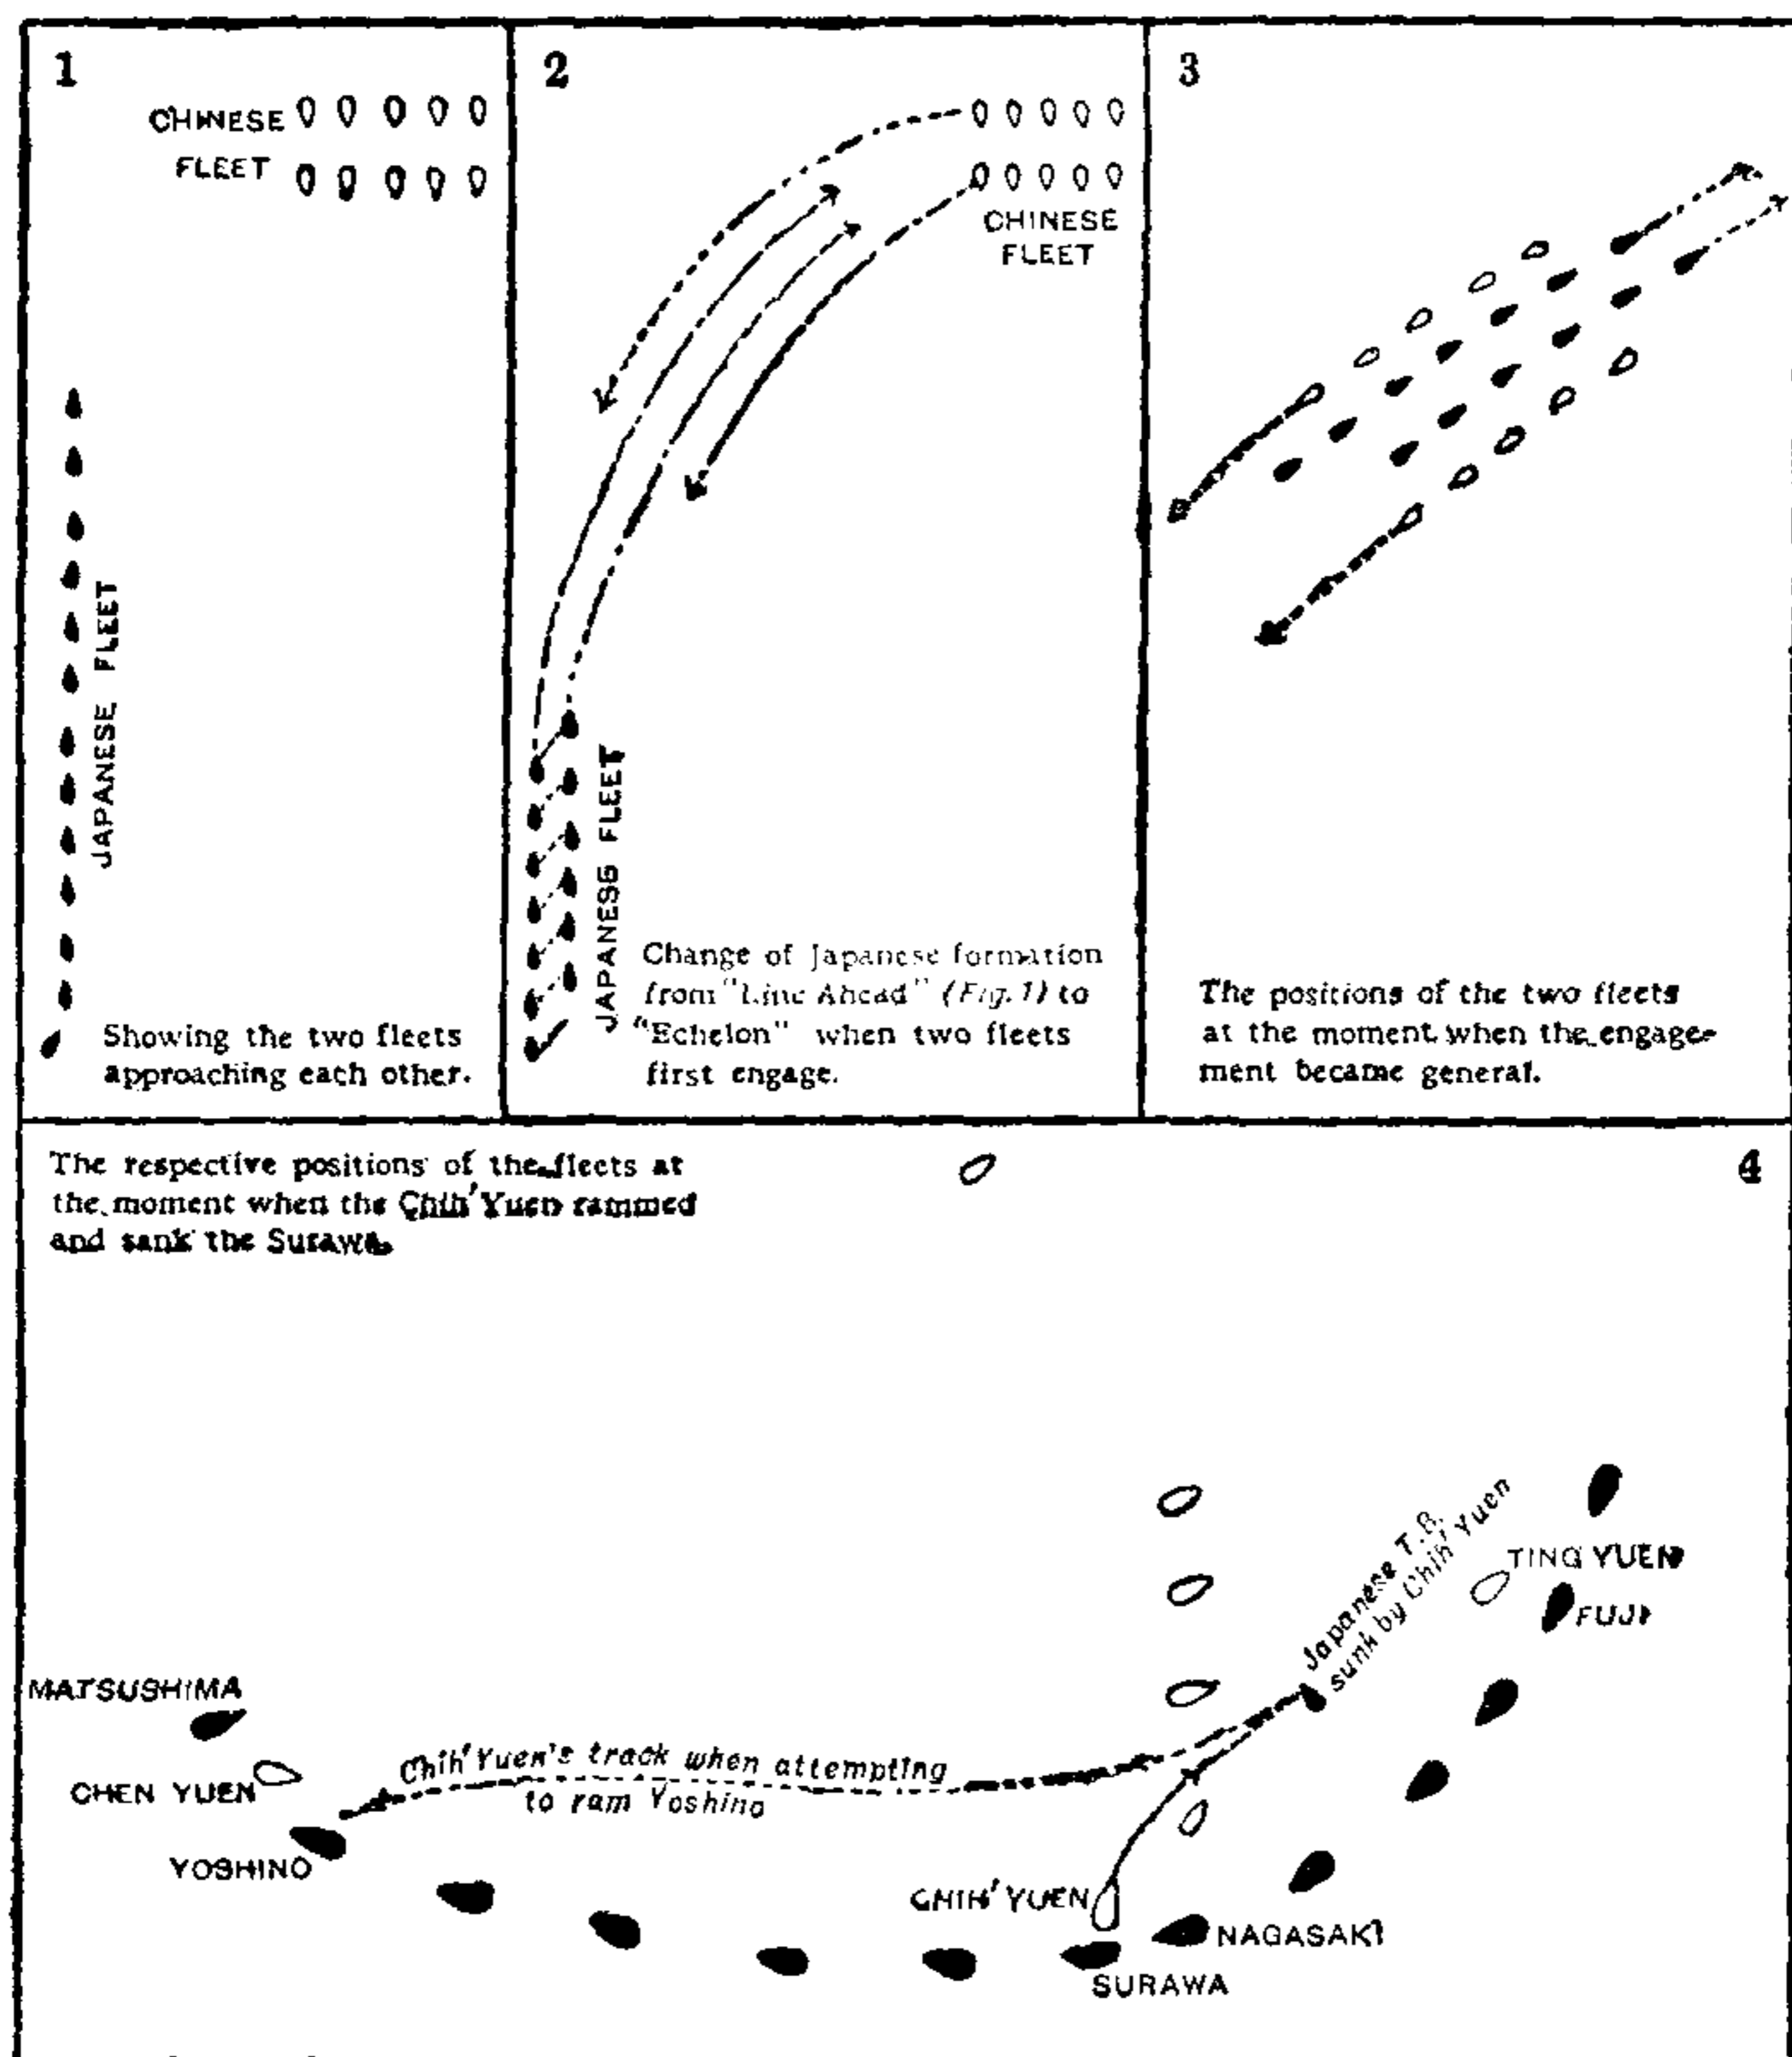 1
CHINESE
FLEET
JAPANESE FLEET
Showing the two fleets
approaching each other.
2
CHINESE
FLEET
JAPANESE FLEET
Change of Japanese formation
from "Line Ahead" (Fig. 1) to
"Echelon" when two fleets
first engage.
3
The positions of the two fleets
at the moment when the engage-
ment became general.
4
The respective positions of the fleets at
the moment when the Chih' Yuen rammed
and sank the Surawa.
Japanese T.B.
sunk by Chih' Yuen
TING YUEN
FUJI
MATSUSHIMA
CHEN YUEN
Chih' Yuen's track when attempting
to ram Yoshino
YOSHINO
CHIH' YUEN
NAGASAKI
SURAWA